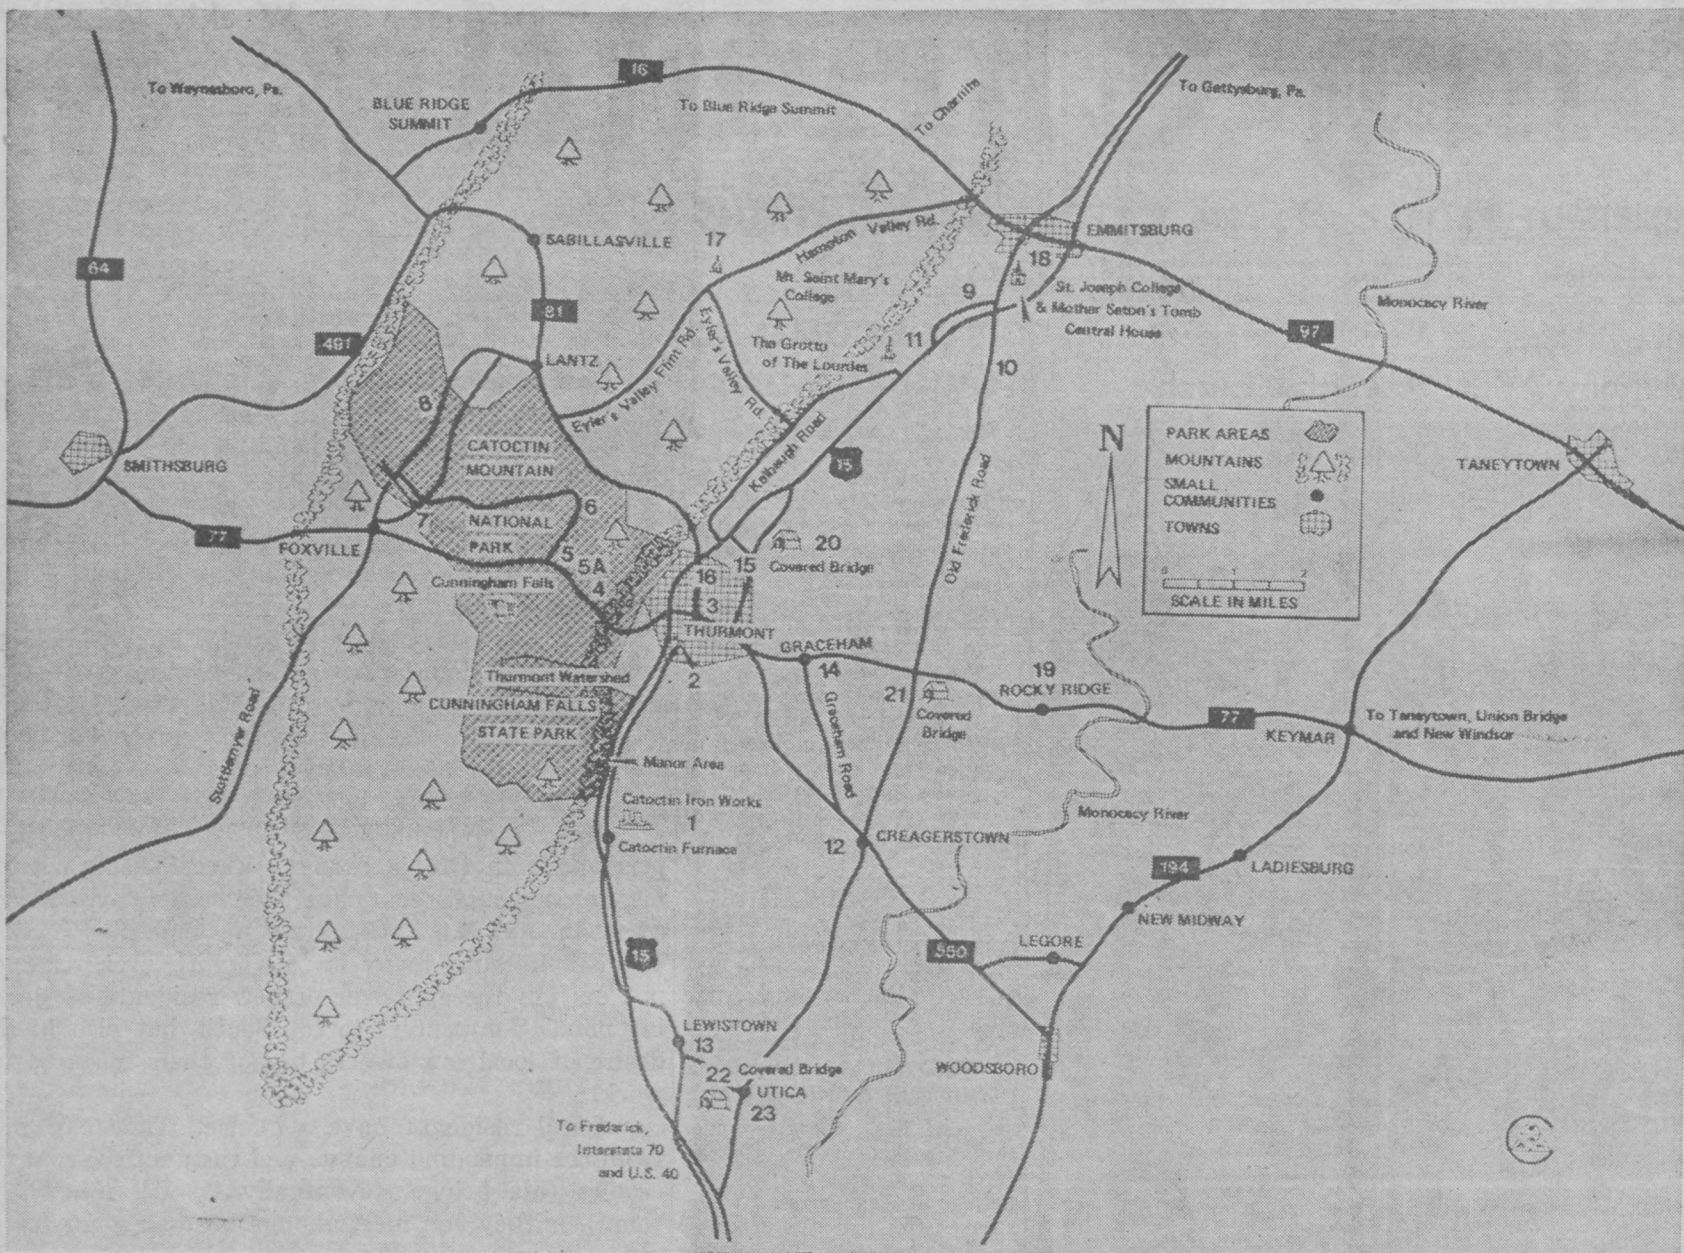 To Waynesboro, Pa.
16
BLUE RIDGE
SUMMIT
To Blue Ridge Summit
To Charnita
To Gettysburg, Pa.
SABILLASVILLE
17
Hampton Valley Rd.
EMMITSBURG
64
Mt. Saint Mary's
College
18
St. Joseph College
& Mother Seton's Tomb
Central House
9
Monocacy River
81
491
11
97
The Grotto
of The Lourdes
LANTZ
10
Eyler's Valley Flint Rd.
Eyler's Valley Rd.
8
Kelbaugh Road
N
PARK AREAS
MOUNTAINS
SMALL
COMMUNITIES
TOWNS
0 1 2
SCALE IN MILES
CATOCTIN
MOUNTAIN
NATIONAL
PARK
15
SMITHSBURG
TANEYTOWN
Old Frederick Road
6
7
77
FOXVILLE
5
5A
4
20
Covered Bridge
15
16
3
Cunningham Falls
THURMONT
GRACEHAM
14
2
Thurmont Watershed
CUNNINGHAM FALLS
STATE PARK
21
Covered
Bridge
19
ROCKY RIDGE
77
KEYMAR
To Taneytown, Union Bridge
and New Windsor
Stottlemyer Road
Graceham Road
Manor Area
Catoctin Iron Works
1
Catoctin Furnace
12
CREAGERSTOWN
Monocacy River
194
LADIESBURG
NEW MIDWAY
LEGORE
550
15
LEWISTOWN
13
22
Covered Bridge
UTICA
23
WOODSBORO
To Frederick,
Interstate 70
and U.S. 40